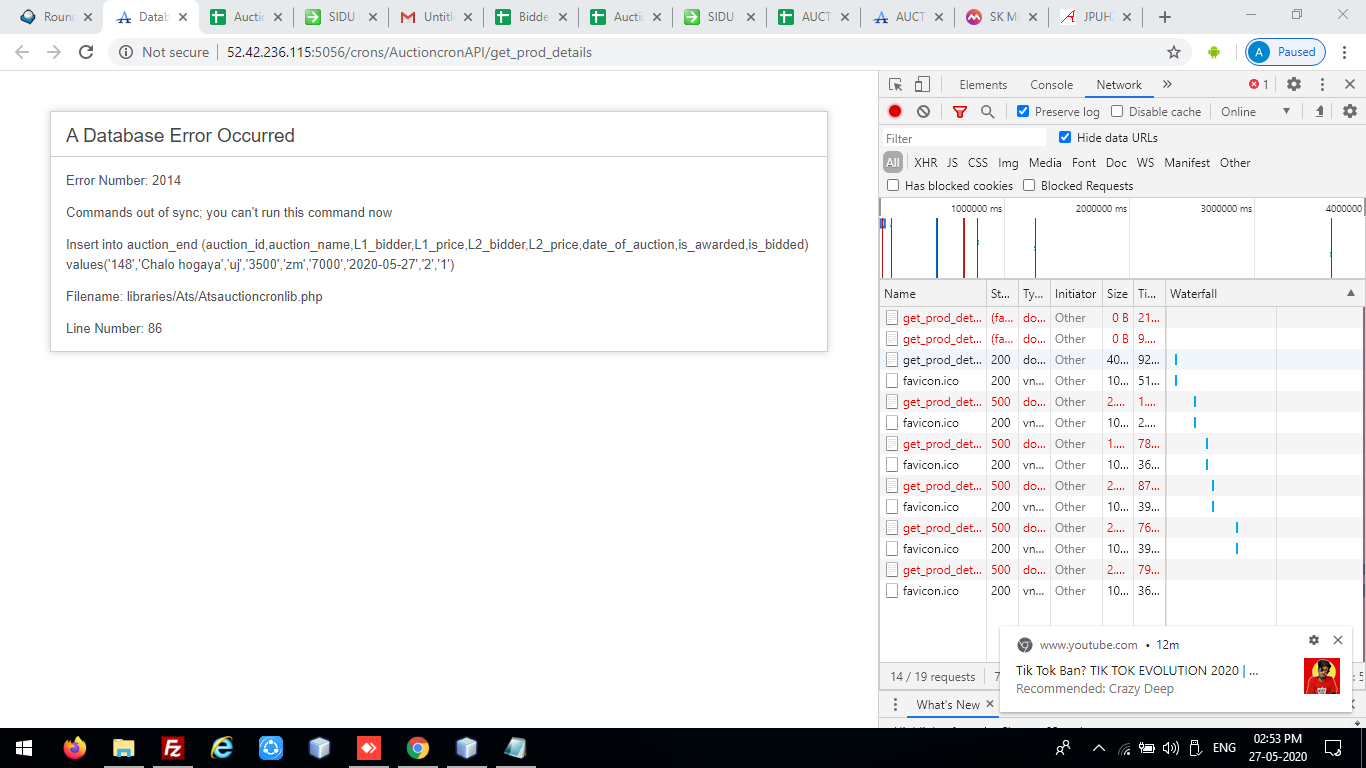 Roun
Datab
Auctic
SIDU
Untitl
Bidde
Auctic
SIDU
AUCT
AUCT
SK Mi
JPUH
Not secure
52.42.236.115:5056/crons/AuctioncronAPI/get_prod_details
A
Paused
A Database Error Occurred
Error Number: 2014
Commands out of sync; you can't run this command now
Insert into auction_end (auction_id,auction_name,L1_bidder,L1_price,L2_bidder,L2_price,date_of_auction,is_awarded,is_bidded)
values('148','Chalo hogaya','uj','3500','zm','7000','2020-05-27','2','1')
Filename: libraries/Ats/Atsauctioncronlib.php
Line Number: 86
Elements Console Network » 1
Preserve log Disable cache Online
Filter Hide data URLs
All XHR JS CSS Img Media Font Doc WS Manifest Other
Has blocked cookies Blocked Requests
1000000 ms 2000000 ms 3000000 ms 4000000
Name St... Ty... Initiator Size Ti... Waterfall
get_prod_det... (fa... do... Other 0 B 21...
get_prod_det... (fa... do... Other 0 B 9....
get_prod_det... 200 do... Other 40... 92...
favicon.ico 200 vn... Other 10... 51...
get_prod_det... 500 do... Other 2.... 1....
favicon.ico 200 vn... Other 10... 2....
get_prod_det... 500 do... Other 1.... 78...
favicon.ico 200 vn... Other 10... 36...
get_prod_det... 500 do... Other 2.... 87...
favicon.ico 200 vn... Other 10... 39...
get_prod_det... 500 do... Other 2.... 76...
favicon.ico 200 vn... Other 10... 39...
get_prod_det... 500 do... Other 2.... 79...
favicon.ico 200 vn... Other 10... 36...
www.youtube.com • 12m
Tik Tok Ban? TIK TOK EVOLUTION 2020 | ...
Recommended: Crazy Deep
14 / 19 requests 7
: 5
What's New
ENG
02:53 PM
27-05-2020